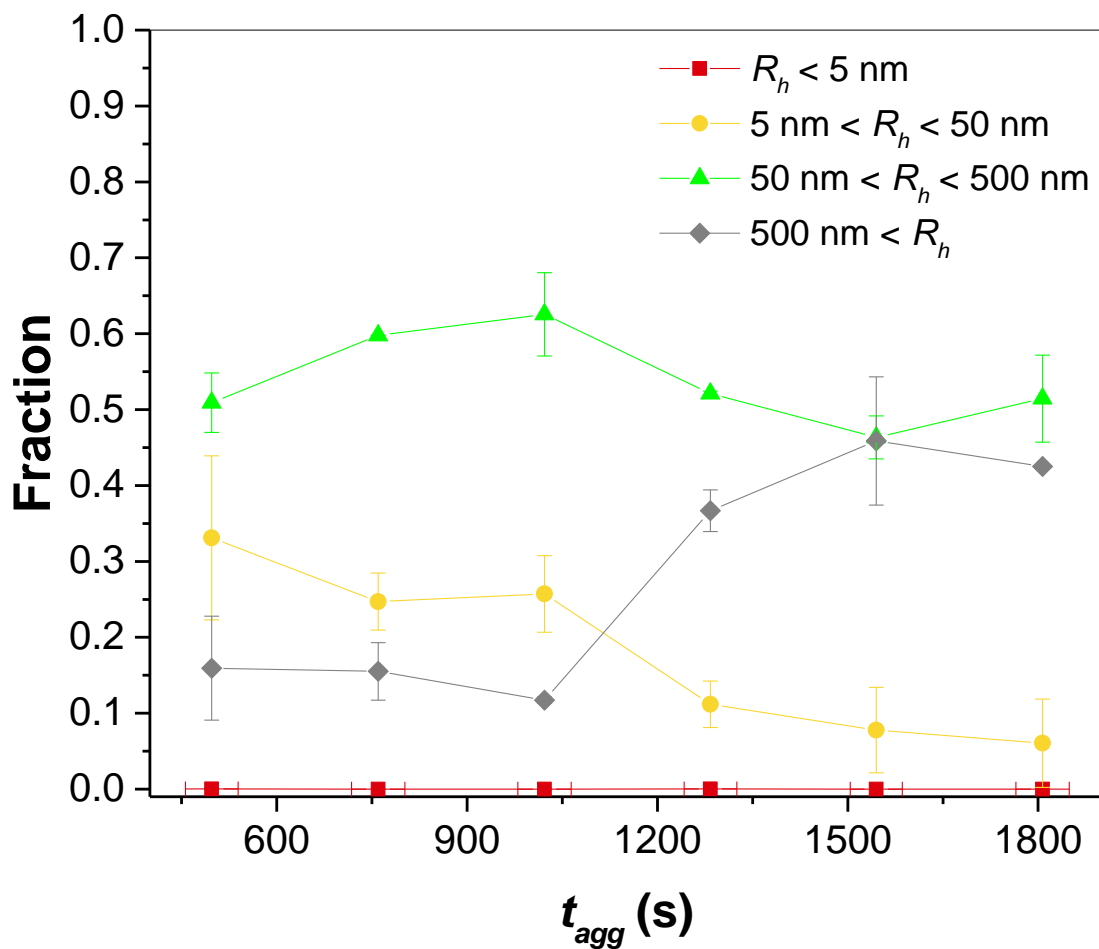 1.0
0.9
0.8
0.7
0.6
0.5
0.4
0.3
0.2
0.1
0.0
Fraction
R_h < 5 nm
5 nm < R_h < 50 nm
50 nm < R_h < 500 nm
500 nm < R_h
600 900 1200 1500 1800
t_agg (s)